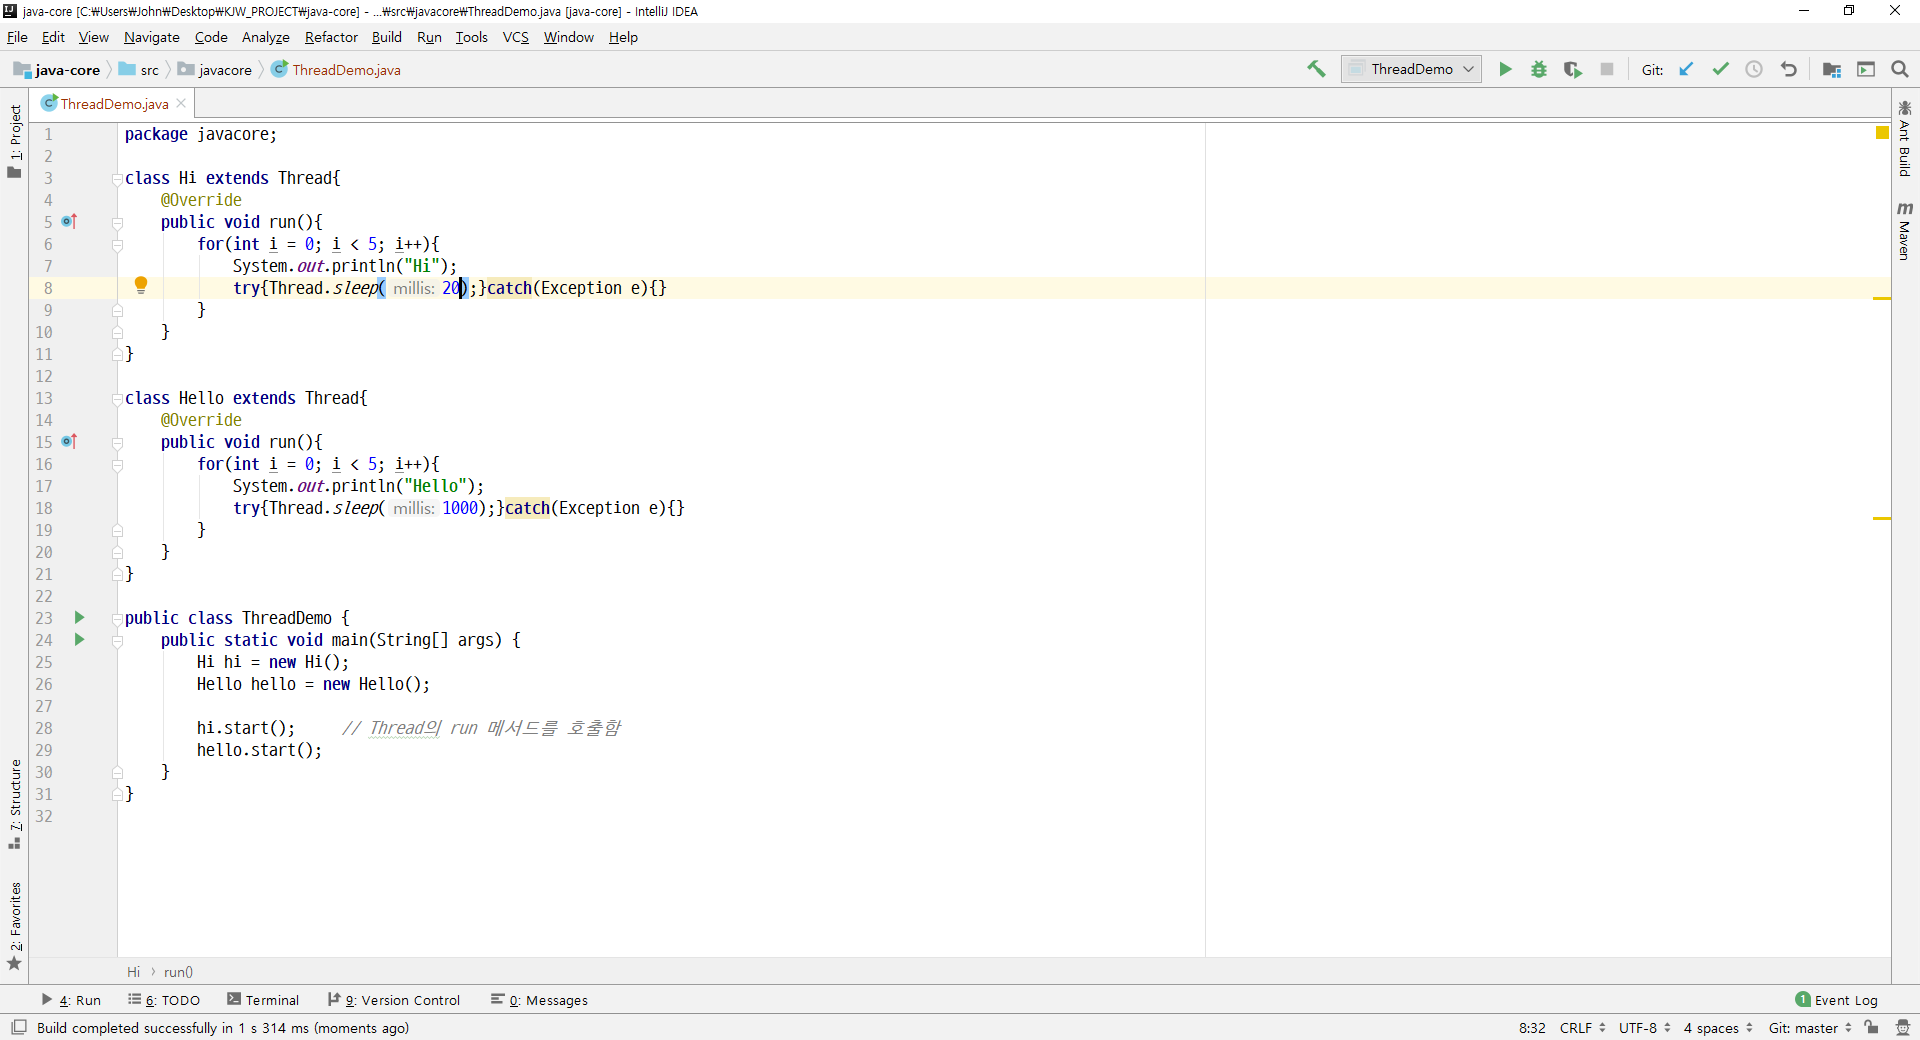 java-core [C:₩Users₩John₩Desktop₩KJW_PROJECT₩java-core] - ...₩src₩javacore₩ThreadDemo.java [java-core] - IntelliJ IDEA
File Edit View Navigate Code Analyze Refactor Build Run Tools VCS Window Help
java-core src javacore ThreadDemo.java ThreadDemo Git:
ThreadDemo.java
1: Project
7: Structure
2: Favorites
1 package javacore;
2
3 class Hi extends Thread{
4 @Override
5 public void run(){
6 for(int i = 0; i < 5; i++){
7 System.out.println("Hi");
8 try{Thread.sleep( millis: 20);}catch(Exception e){}
9 }
10 }
11 }
12
13 class Hello extends Thread{
14 @Override
15 public void run(){
16 for(int i = 0; i < 5; i++){
17 System.out.println("Hello");
18 try{Thread.sleep( millis: 1000);}catch(Exception e){}
19 }
20 }
21 }
22
23 public class ThreadDemo {
24 public static void main(String[] args) {
25 Hi hi = new Hi();
26 Hello hello = new Hello();
27
28 hi.start(); // Thread의 run 메서드를 호출함
29 hello.start();
30 }
31 }
32
Ant Build
m Maven
Hi › run()
4: Run 6: TODO Terminal 9: Version Control 0: Messages 1 Event Log
Build completed successfully in 1 s 314 ms (moments ago) 8:32 CRLF UTF-8 4 spaces Git: master